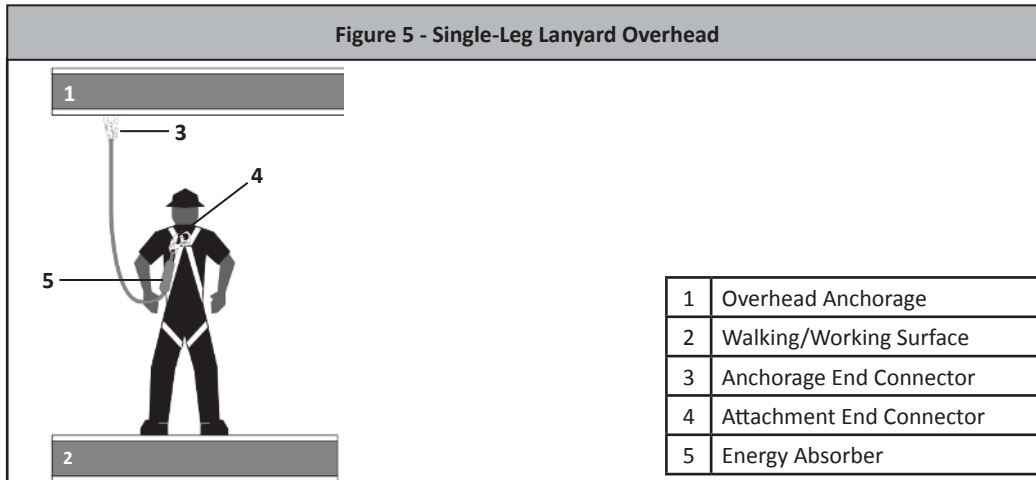 Figure 5 - Single-Leg Lanyard Overhead
1
3
4
5
2
1 Overhead Anchorage
2 Walking/Working Surface
3 Anchorage End Connector
4 Attachment End Connector
5 Energy Absorber